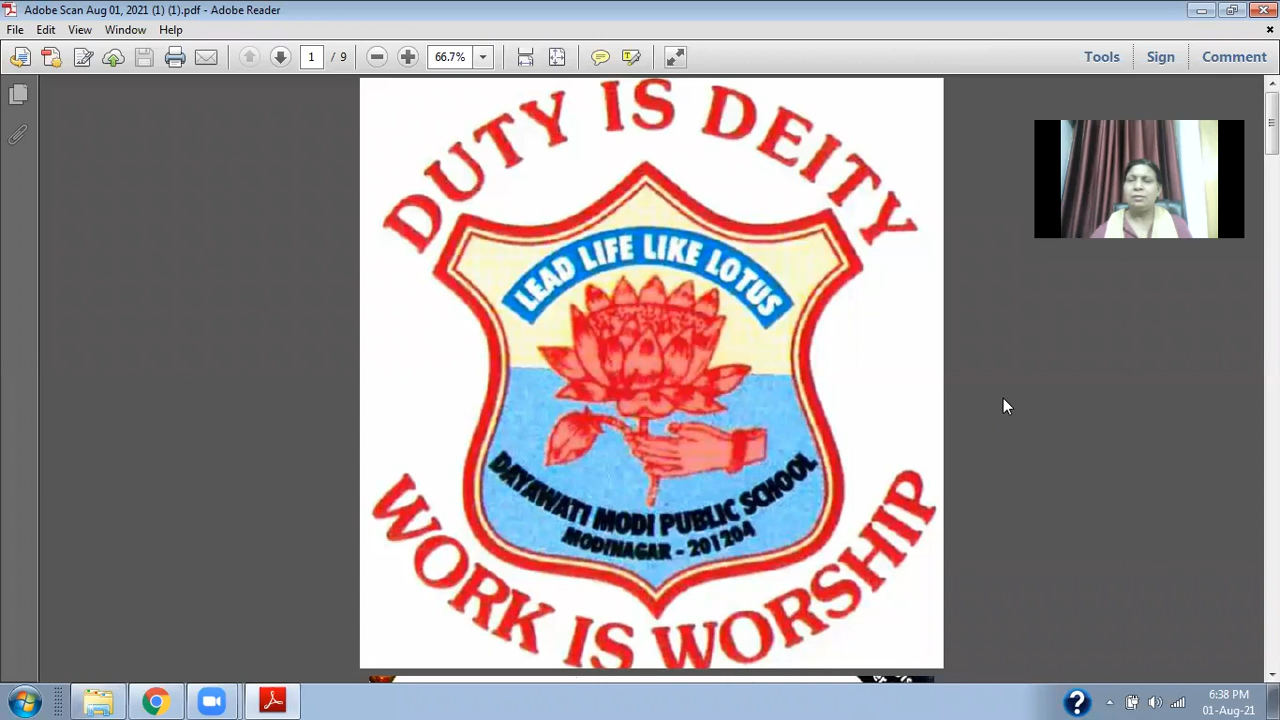 Adobe Scan Aug 01, 2021 (1) (1).pdf - Adobe Reader
File Edit View Window Help
1 / 9 66.7% Tools Sign Comment
DUTY IS DEITY
LEAD LIFE LIKE LOTUS
DAYAWATI MODI PUBLIC SCHOOL
MODINAGAR - 201204
WORK IS WORSHIP
6:38 PM
01-Aug-21